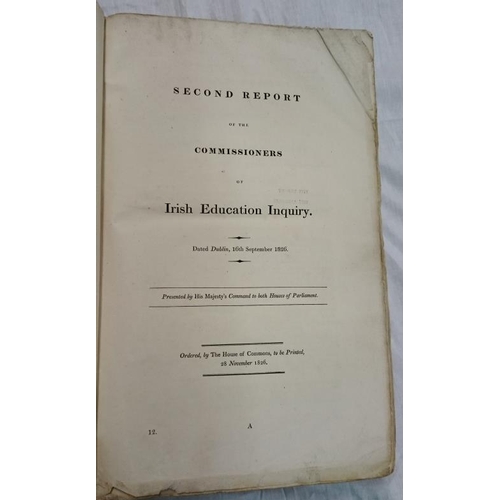 SECOND REPORT
OF THE
COMMISSIONERS
OF
Irish Education Inquiry.
Dated Dublin, 16th September 1826.
Presented by His Majesty's Command to both House of Parliament.
Ordered, by The House of Commons, to be Printed,
28 November 1826.
12. A